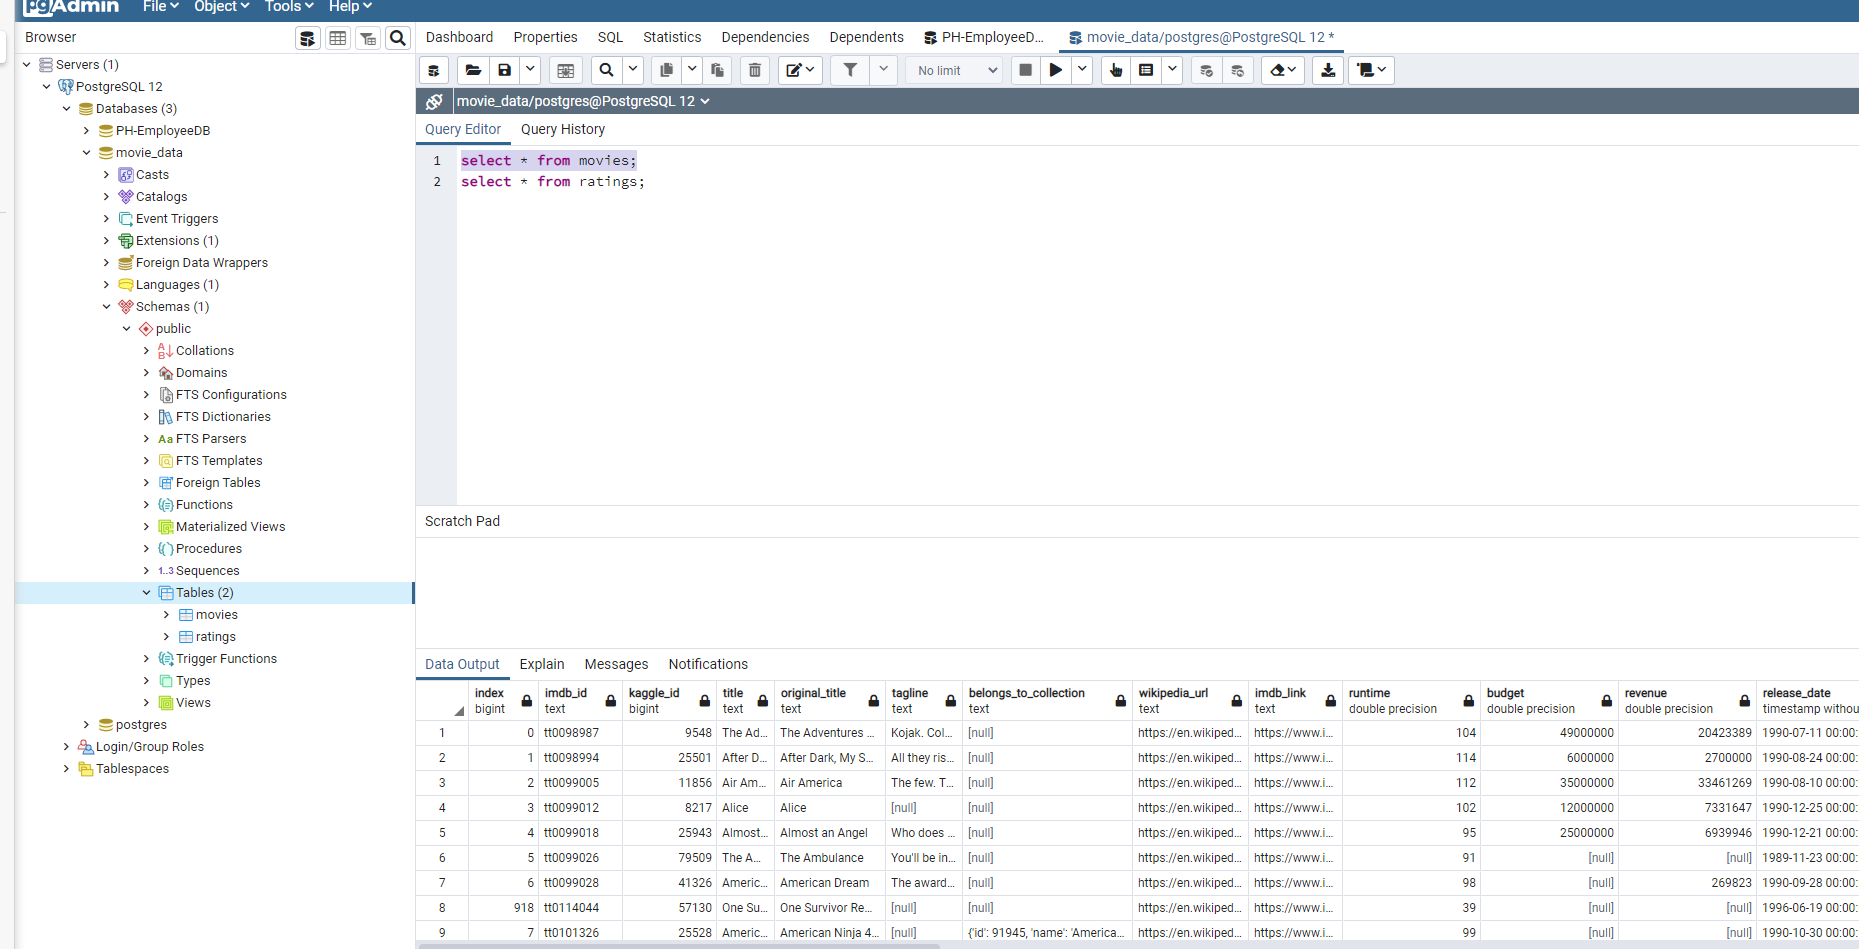 pgAdmin File Object Tools Help
Browser
Servers (1)
PostgreSQL 12
Databases (3)
PH-EmployeeDB
movie_data
Casts
Catalogs
Event Triggers
Extensions (1)
Foreign Data Wrappers
Languages (1)
Schemas (1)
public
Collations
Domains
FTS Configurations
FTS Dictionaries
Aa FTS Parsers
FTS Templates
Foreign Tables
Functions
Materialized Views
Procedures
1..3 Sequences
Tables (2)
movies
ratings
Trigger Functions
Types
Views
postgres
Login/Group Roles
Tablespaces
Dashboard Properties SQL Statistics Dependencies Dependents PH-EmployeeD... movie_data/postgres@PostgreSQL 12 *
No limit
movie_data/postgres@PostgreSQL 12
Query Editor Query History
1 select * from movies;
2 select * from ratings;
Scratch Pad
Data Output Explain Messages Notifications
index imdb_id kaggle_id title original_title tagline belongs_to_collection wikipedia_url imdb_link runtime budget revenue release_date
bigint text bigint text text text text text text double precision double precision double precision timestamp withou
1 0 tt0098987 9548 The Ad... The Adventures ... Kojak. Col... [null] https://en.wikiped... https://www.i... 104 49000000 20423389 1990-07-11 00:00:
2 1 tt0098994 25501 After D... After Dark, My S... All they ris... [null] https://en.wikiped... https://www.i... 114 6000000 2700000 1990-08-24 00:00:
3 2 tt0099005 11856 Air Am... Air America The few. T... [null] https://en.wikiped... https://www.i... 112 35000000 33461269 1990-08-10 00:00:
4 3 tt0099012 8217 Alice Alice [null] [null] https://en.wikiped... https://www.i... 102 12000000 7331647 1990-12-25 00:00:
5 4 tt0099018 25943 Almost... Almost an Angel Who does ... [null] https://en.wikiped... https://www.i... 95 25000000 6939946 1990-12-21 00:00:
6 5 tt0099026 79509 The A... The Ambulance You'll be in... [null] https://en.wikiped... https://www.i... 91 [null] [null] 1989-11-23 00:00:
7 6 tt0099028 41326 Americ... American Dream The award... [null] https://en.wikiped... https://www.i... 98 [null] 269823 1990-09-28 00:00:
8 918 tt0114044 57130 One Su... One Survivor Re... [null] [null] https://en.wikiped... https://www.i... 39 [null] [null] 1996-06-19 00:00:
9 7 tt0101326 25528 Americ... American Ninja 4... [null] {'id': 91945, 'name': 'America... https://en.wikiped... https://www.i... 99 [null] [null] 1990-10-30 00:00: